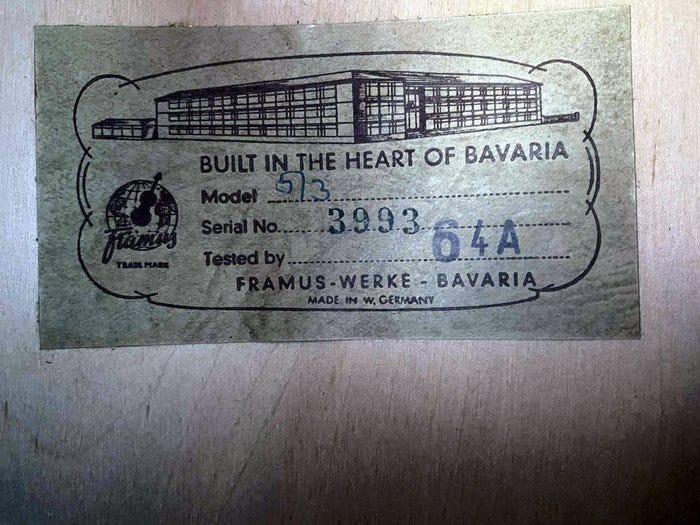 BUILT IN THE HEART OF BAVARIA
Model 5/3
Serial No. 3993 64A
Tested by
FRAMUS-WERKE - BAVARIA
MADE IN W. GERMANY
framus
TRADE MARK